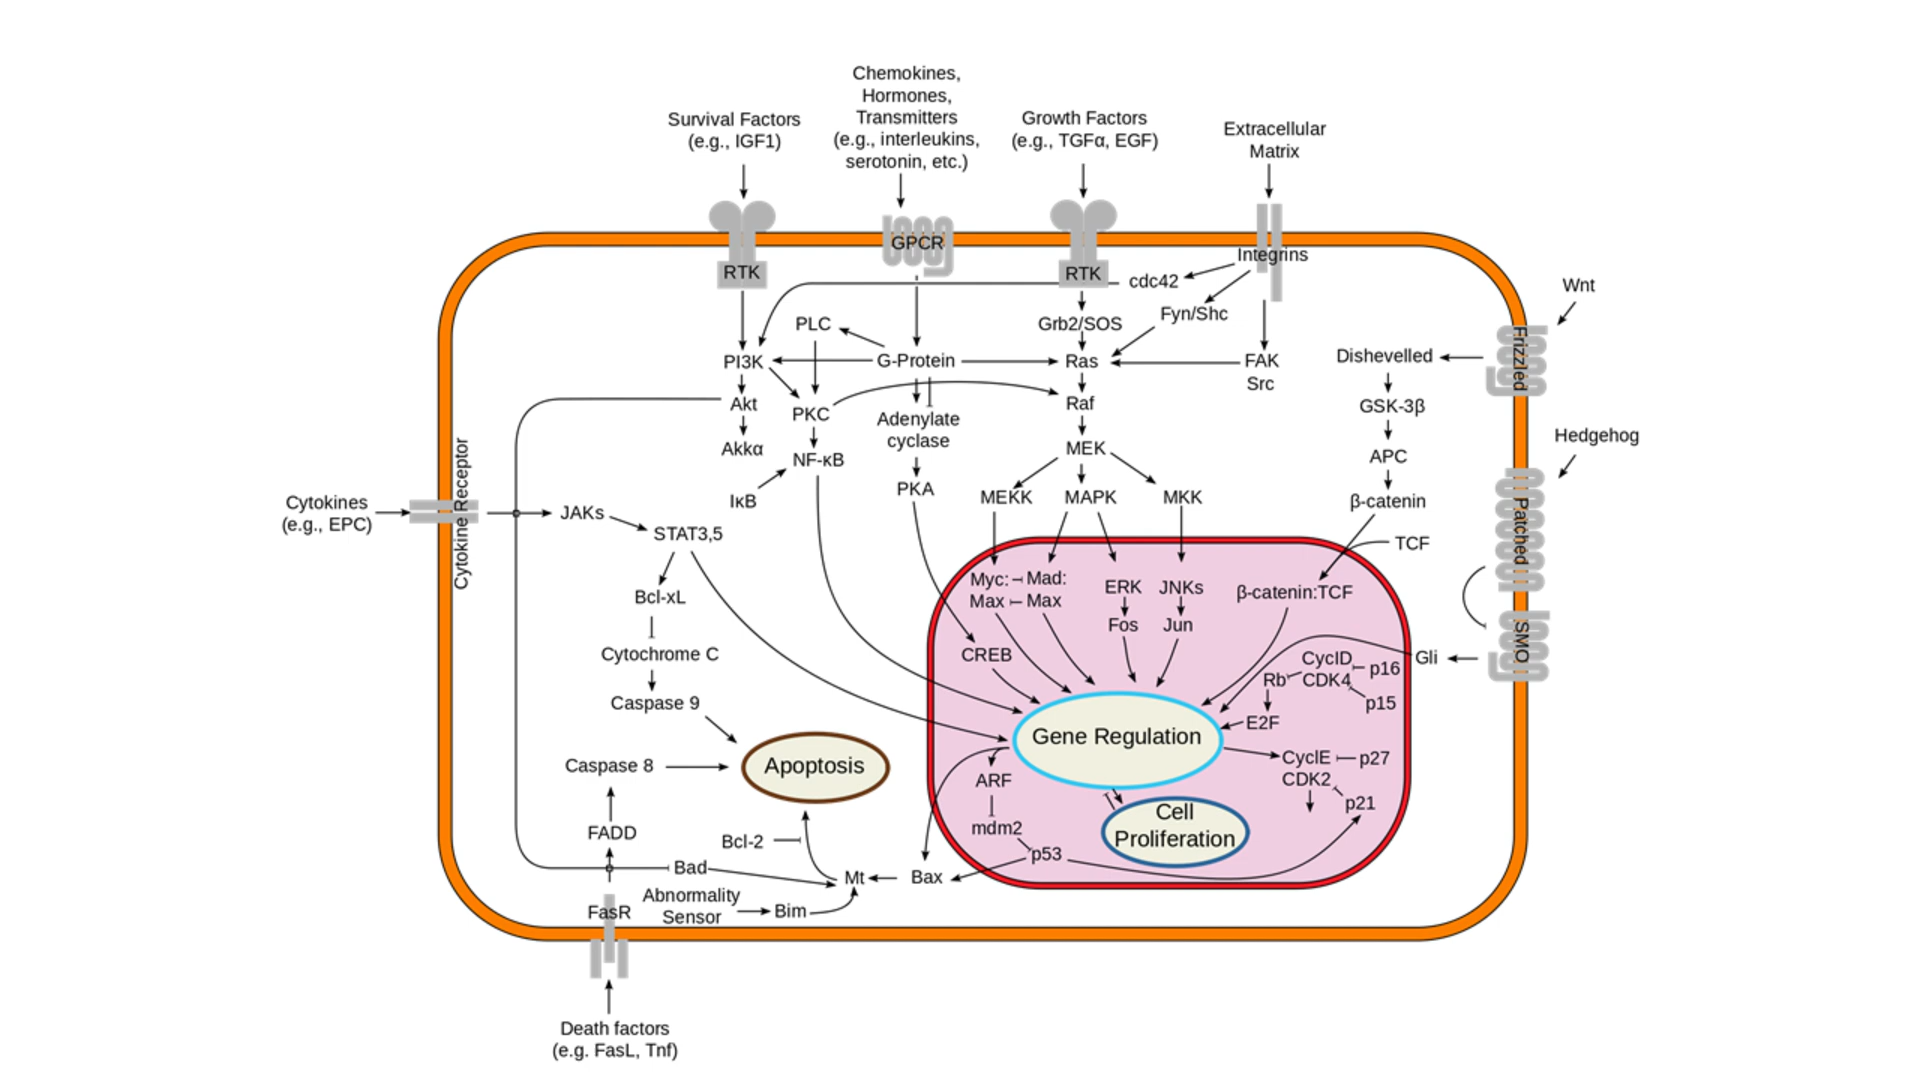 Chemokines,
Hormones,
Transmitters
(e.g., interleukins,
serotonin, etc.)
Survival Factors
(e.g., IGF1)
Growth Factors
(e.g., TGFα, EGF)
Extracellular
Matrix
GPCR
RTK
RTK
Integrins
cdc42
Wnt
Fyn/Shc
PLC
Grb2/SOS
Frizzled
PI3K
G-Protein
Ras
FAK
Src
Dishevelled
Akt
PKC
Adenylate
cyclase
Raf
GSK-3β
Hedgehog
Akkα
NF-κB
MEK
APC
IκB
PKA
MEKK
MAPK
MKK
β-catenin
Cytokines
(e.g., EPC)
Cytokine Receptor
JAKs
STAT3,5
TCF
Patched
Myc:
Mad:
Max
Max
ERK
JNKs
β-catenin:TCF
Bcl-xL
Fos
Jun
Cytochrome C
CREB
CyclD
CDK4
p16
Gli
SMO
Rb
p15
Caspase 9
E2F
Gene Regulation
CyclE
CDK2
p27
Apoptosis
Caspase 8
ARF
p21
Cell
Proliferation
FADD
Bcl-2
mdm2
p53
Bad
Mt
Bax
Abnormality
Sensor
Bim
FasR
Death factors
(e.g. FasL, Tnf)